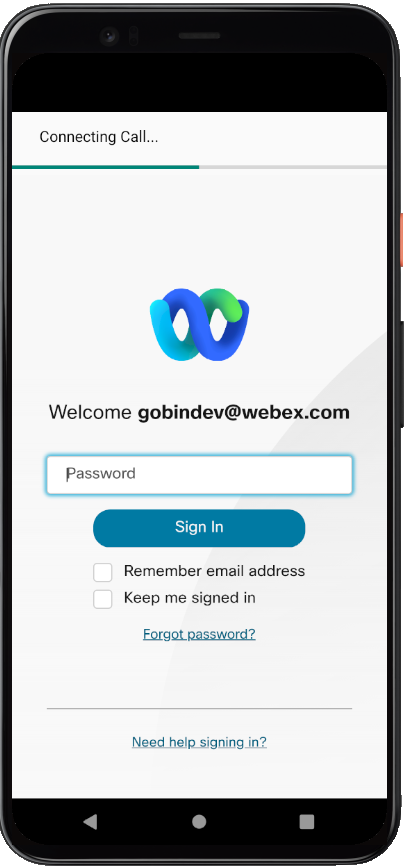 Connecting Call...
Welcome gobindev@webex.com
Password
Sign In
Remember email address
Keep me signed in
Forgot password?
Need help signing in?